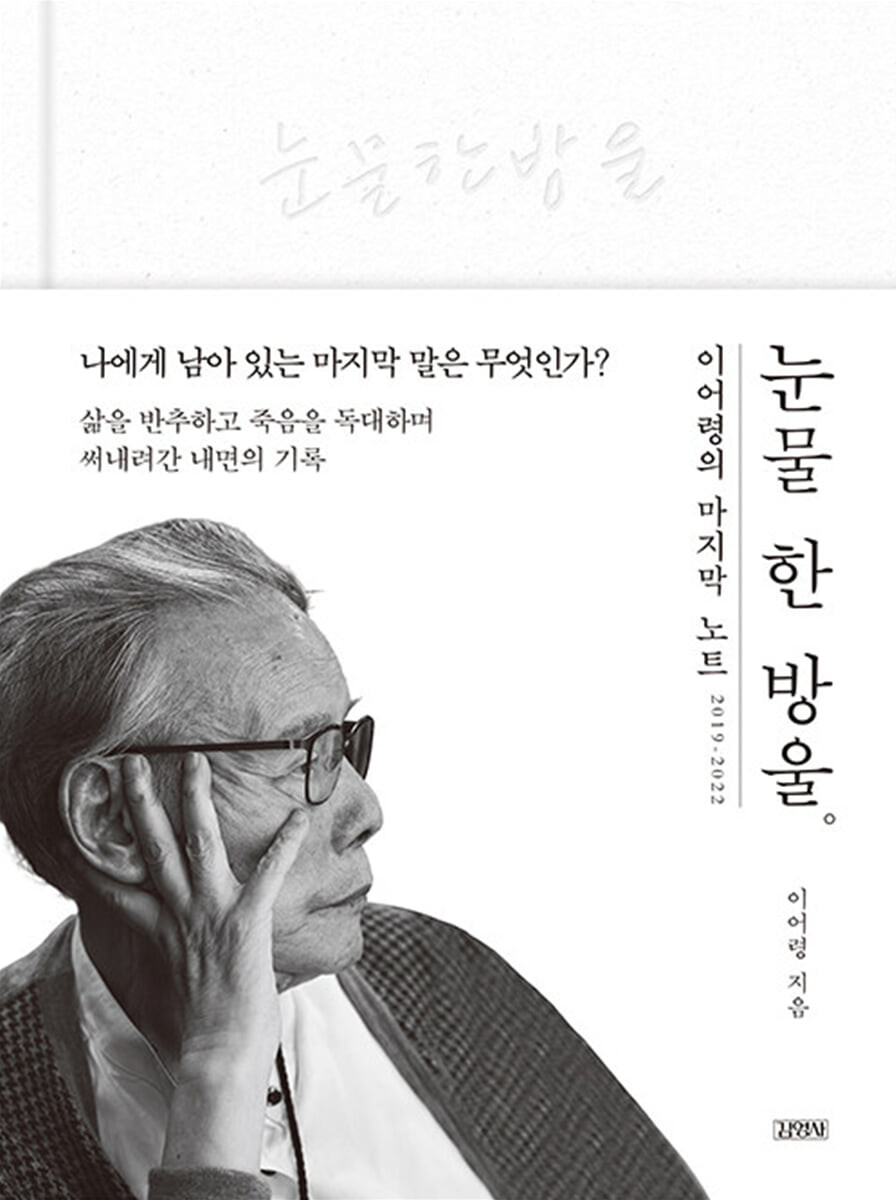 눈물한방울
나에게 남아 있는 마지막 말은 무엇인가?
삶을 반추하고 죽음을 독대하며
써내려간 내면의 기록
눈물 한 방울。
이어령의 마지막 노트 2019-2022
이어령 지음
김영사